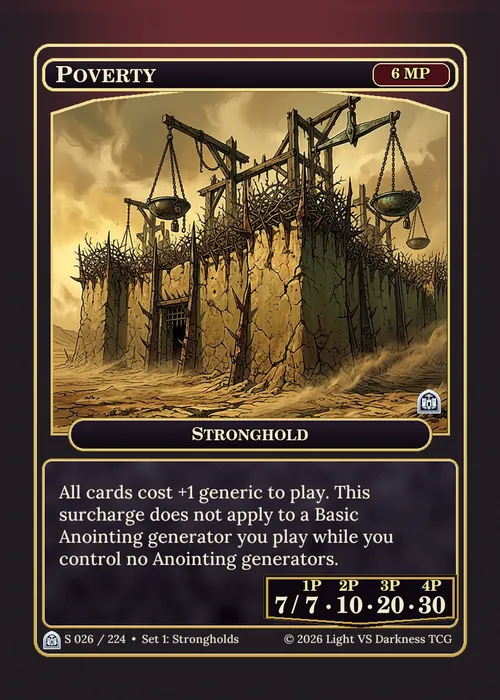 POVERTY
6 MP
STRONGHOLD
All cards cost +1 generic to play. This
surcharge does not apply to a Basic
Anointing generator you play while you
control no Anointing generators.
1P 2P 3P 4P
7 / 7 • 10 • 20 • 30
S 026 / 224 • Set 1: Strongholds
© 2026 Light VS Darkness TCG